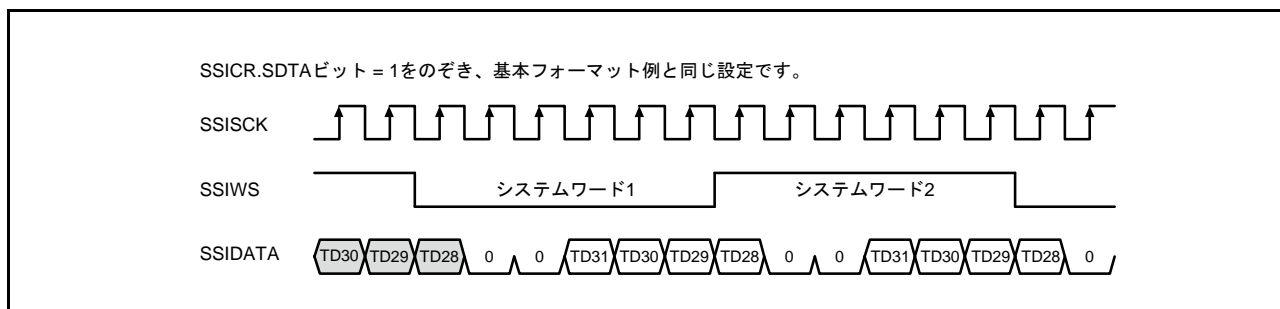 SSICR.SDTAビット = 1をのぞき、基本フォーマット例と同じ設定です。
SSISCK
SSIWS システムワード1 システムワード2
SSIDATA TD30 TD29 TD28 0 0 TD31 TD30 TD29 TD28 0 0 TD31 TD30 TD29 TD28 0